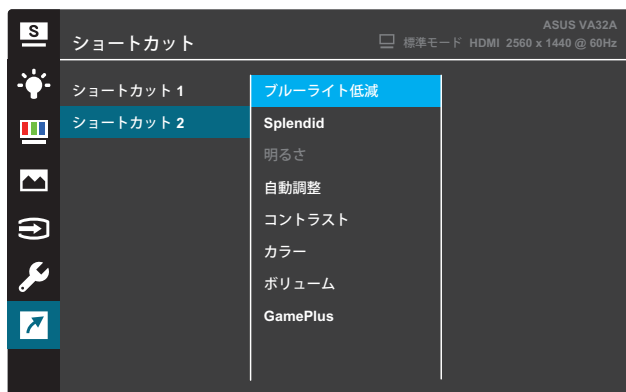 S
ASUS VA32A
ショートカット
標準モード HDMI 2560 x 1440 @ 60Hz
ショートカット 1
ショートカット 2
ブルーライト低減
Splendid
明るさ
自動調整
コントラスト
カラー
ボリューム
GamePlus